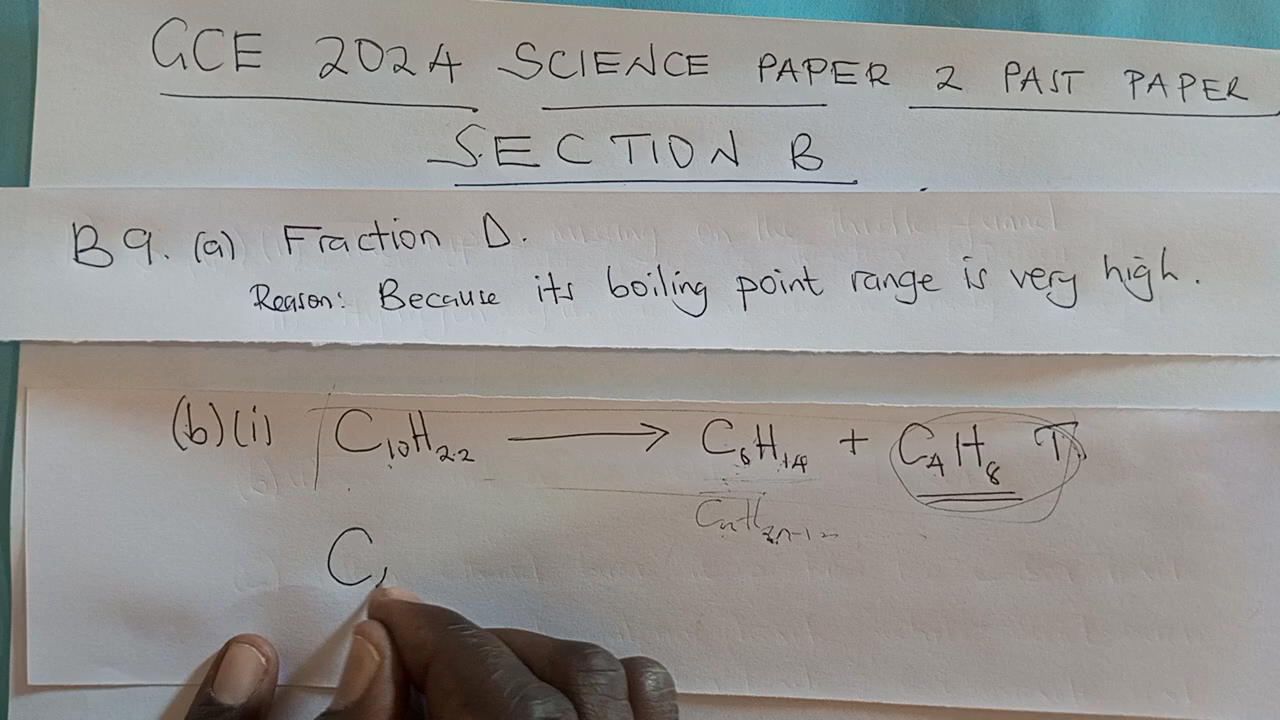 GCE 2024 SCIENCE PAPER 2 PAST PAPER
SECTION B
B9. (a) Fraction D.
Reason: Because its boiling point range is very high.
(b)(i) C₁₀H₂₂ → C₆H₁₄ + C₄H₈
C